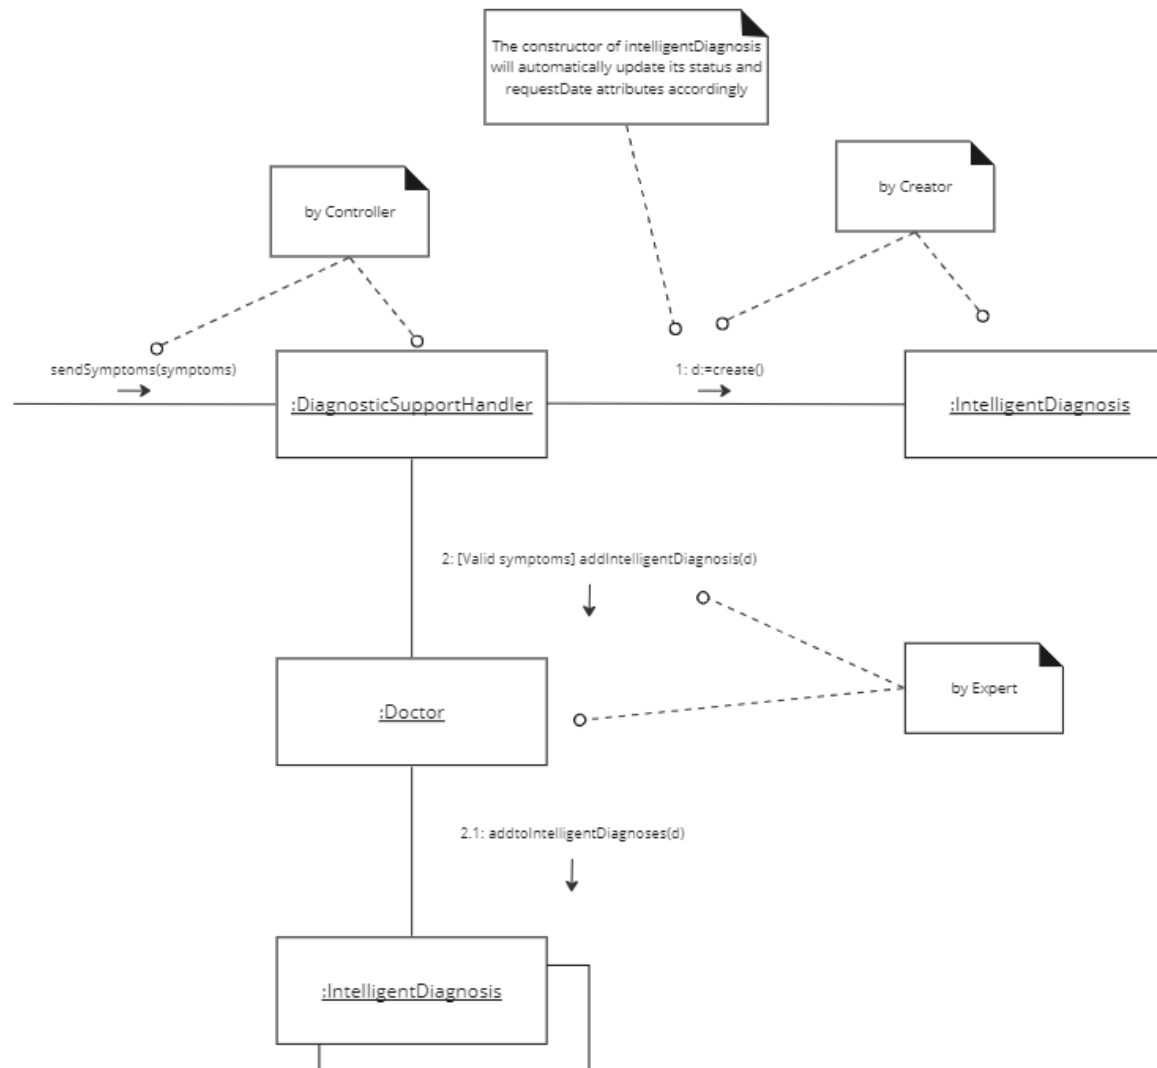 The constructor of intelligentDiagnosis
will automatically update its status and
requestDate attributes accordingly
by Creator
by Controller
sendSymptoms(symptoms)
1: d:=create()
:DiagnosticSupportHandler
:IntelligentDiagnosis
2: [Valid symptoms] addIntelligentDiagnosis(d)
by Expert
:Doctor
2.1: addtoIntelligentDiagnoses(d)
:IntelligentDiagnosis